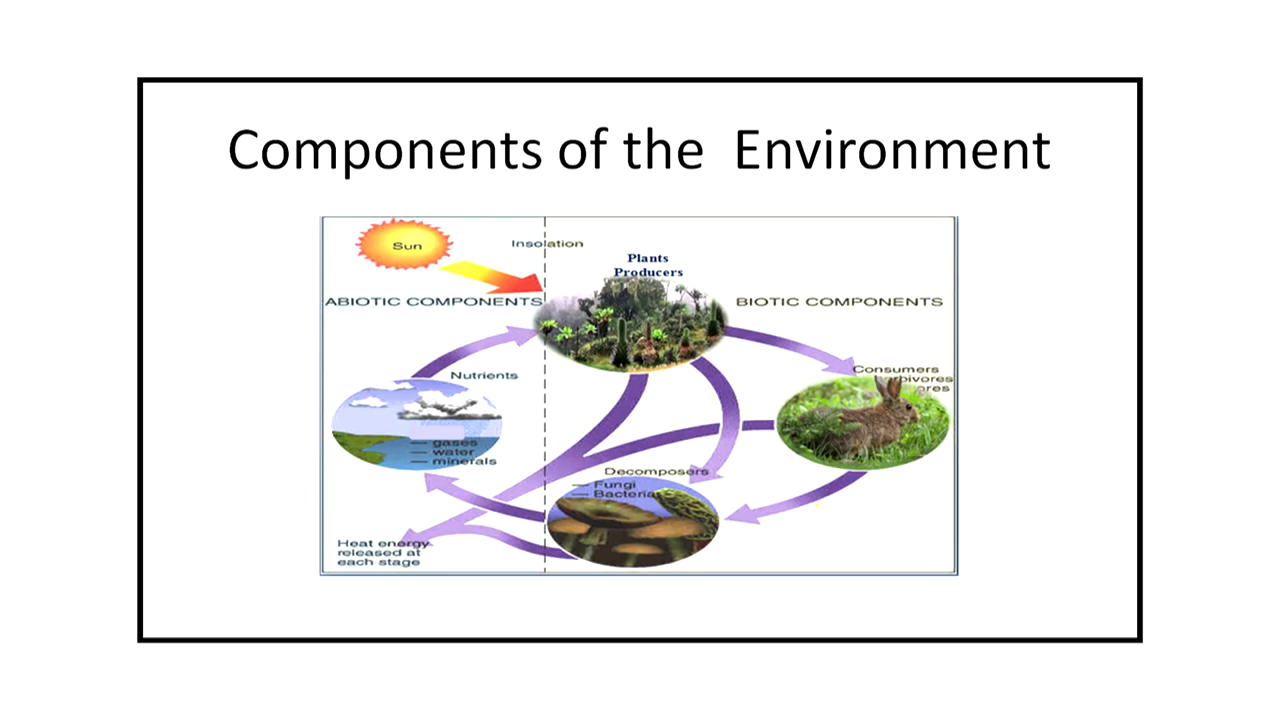 Components of the Environment
Sun
Insolation
Plants
Producers
ABIOTIC COMPONENTS
BIOTIC COMPONENTS
Nutrients
— gases
— water
— minerals
Consumers
Decomposers
— Fungi
— Bacteria
Heat energy
released at
each stage